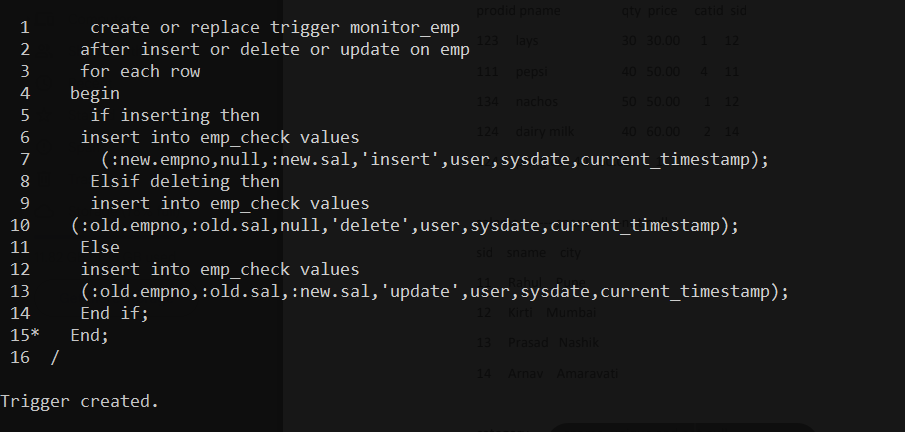 1      create or replace trigger monitor_emp
2     after insert or delete or update on emp
3     for each row
4    begin
5      if inserting then
6     insert into emp_check values
7       (:new.empno,null,:new.sal,'insert',user,sysdate,current_timestamp);
8      Elsif deleting then
9      insert into emp_check values
10   (:old.empno,:old.sal,null,'delete',user,sysdate,current_timestamp);
11    Else
12    insert into emp_check values
13    (:old.empno,:old.sal,:new.sal,'update',user,sysdate,current_timestamp);
14    End if;
15*  End;
16  /
Trigger created.
prodid pname qty price catid sid
123 lays 30 30.00 1 12
111 pepsi 40 50.00 4 11
134 nachos 50 50.00 1 12
124 dairy milk 40 60.00 2 14
sid sname city
12 Kirti Mumbai
13 Prasad Nashik
14 Arnav Amaravati